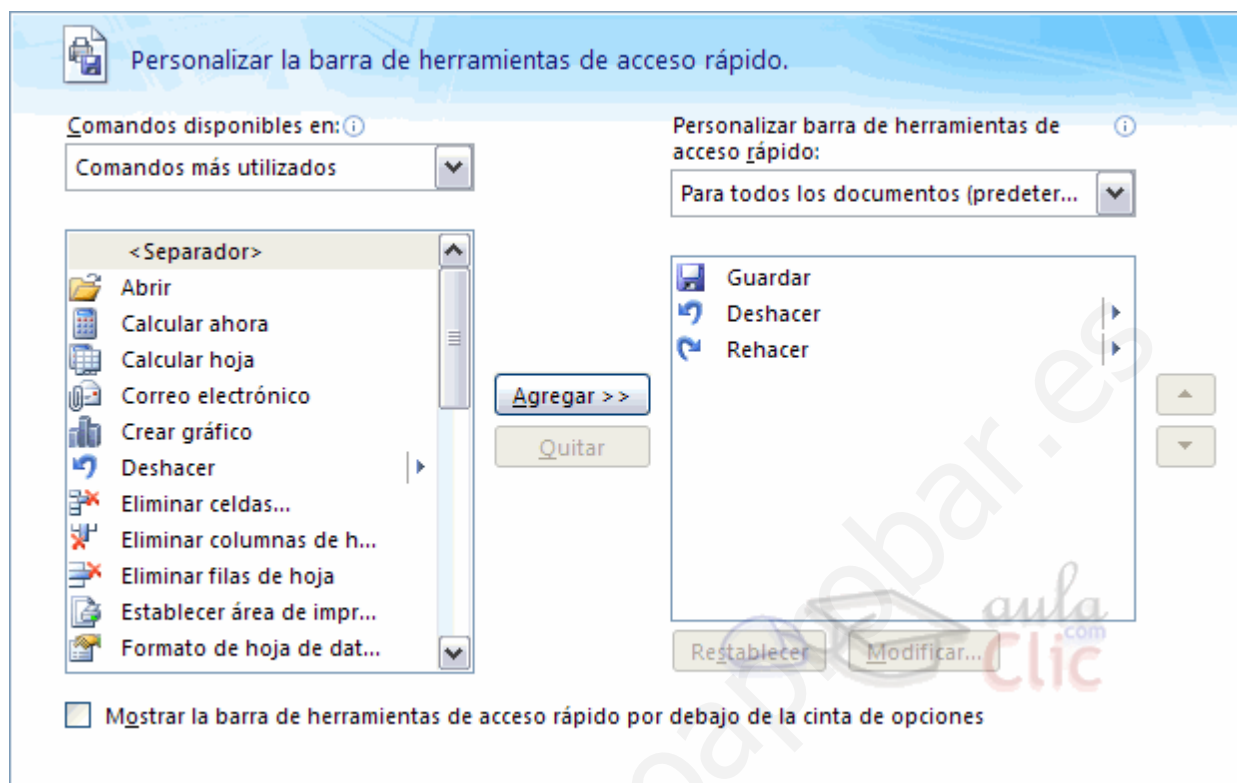 Personalizar la barra de herramientas de acceso rápido.
Comandos disponibles en:
Comandos más utilizados
<Separador>
Abrir
Calcular ahora
Calcular hoja
Correo electrónico
Crear gráfico
Deshacer
Eliminar celdas...
Eliminar columnas de h...
Eliminar filas de hoja
Establecer área de impr...
Formato de hoja de dat...
Agregar >>
Quitar
Personalizar barra de herramientas de
acceso rápido:
Para todos los documentos (predeter...
Guardar
Deshacer
Rehacer
Restablecer
Modificar...
aula
Clic
com
Mostrar la barra de herramientas de acceso rápido por debajo de la cinta de opciones